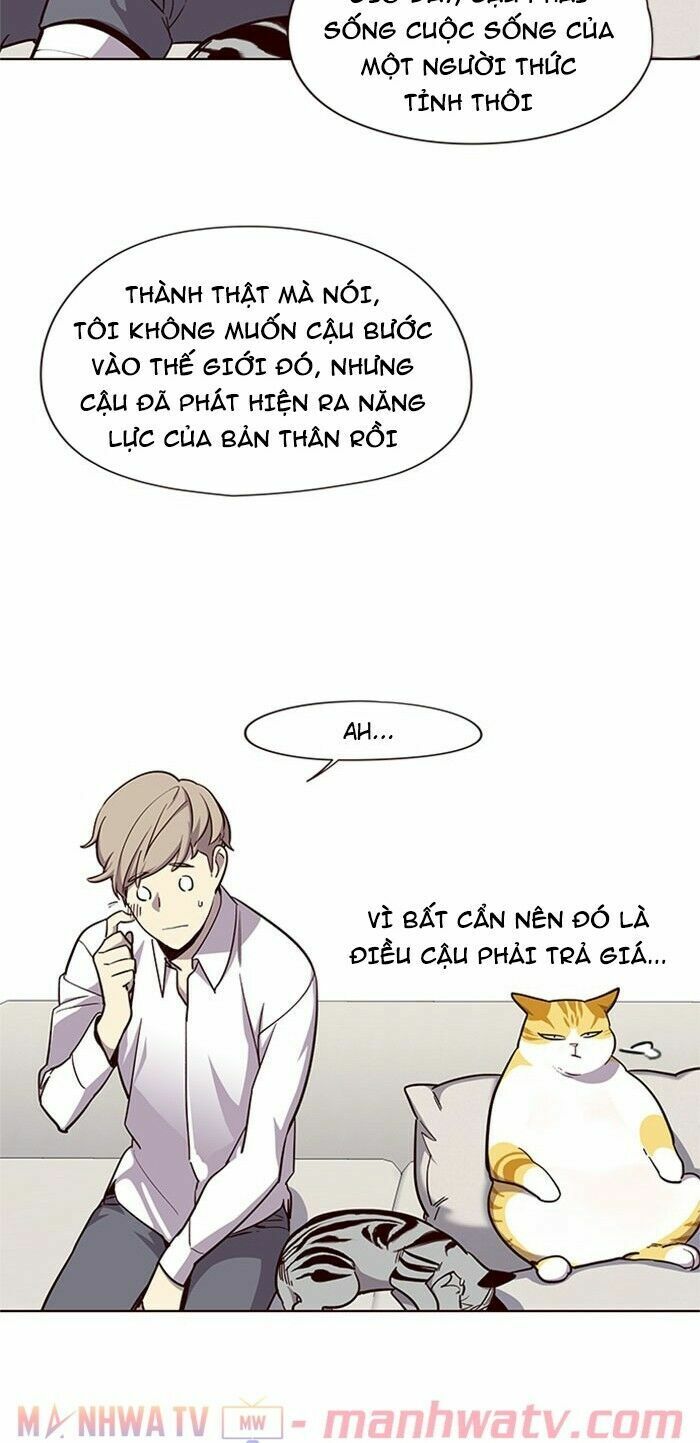 SỐNG CUỘC SỐNG CỦA
MỘT NGƯỜI THỨC
TỈNH THÔI
THÀNH THẬT MÀ NÓI,
TÔI KHÔNG MUỐN CẬU BƯỚC
VÀO THẾ GIỚI ĐÓ, NHƯNG
CẬU ĐÃ PHÁT HIỆN RA NĂNG
LỰC CỦA BẢN THÂN RỒI
AH...
VÌ BẤT CẨN NÊN ĐÓ LÀ
ĐIỀU CẬU PHẢI TRẢ GIÁ...
MANHWA TV MW - manhwatv.com